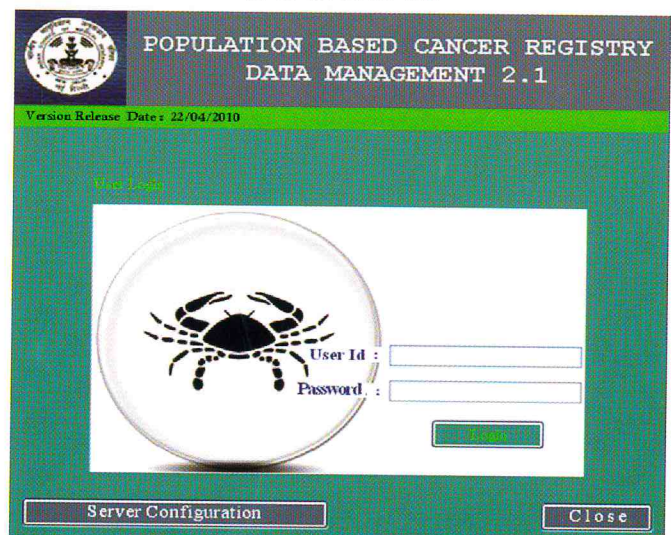 POPULATION BASED CANCER REGISTRY
DATA MANAGEMENT 2.1
Version Release Date : 22/04/2010
User Login
User Id :
Password . :
Login
Server Configuration
Close